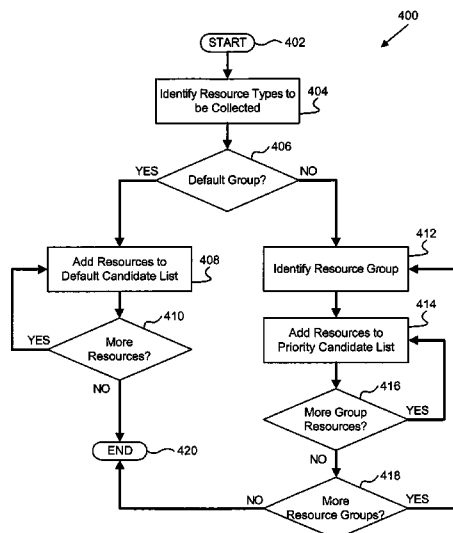 400
START
402
Identify Resource Types to
be Collected
404
406
YES
Default Group?
NO
Add Resources to
Default Candidate List
408
412
Identify Resource Group
410
YES
More
Resources?
NO
414
Add Resources to
Priority Candidate List
416
More Group
Resources?
YES
NO
END
420
418
NO
More
Resource Groups?
YES